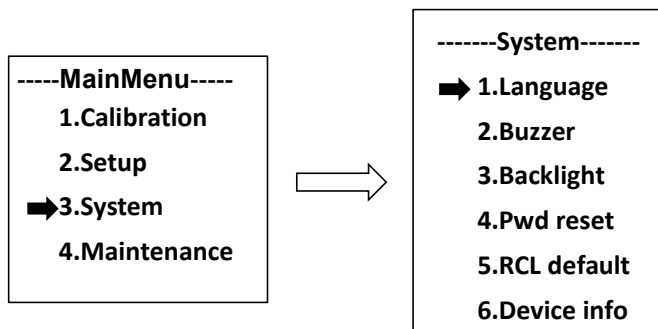 -----MainMenu-----
1.Calibration
2.Setup
3.System
4.Maintenance
-------System-------
1.Language
2.Buzzer
3.Backlight
4.Pwd reset
5.RCL default
6.Device info